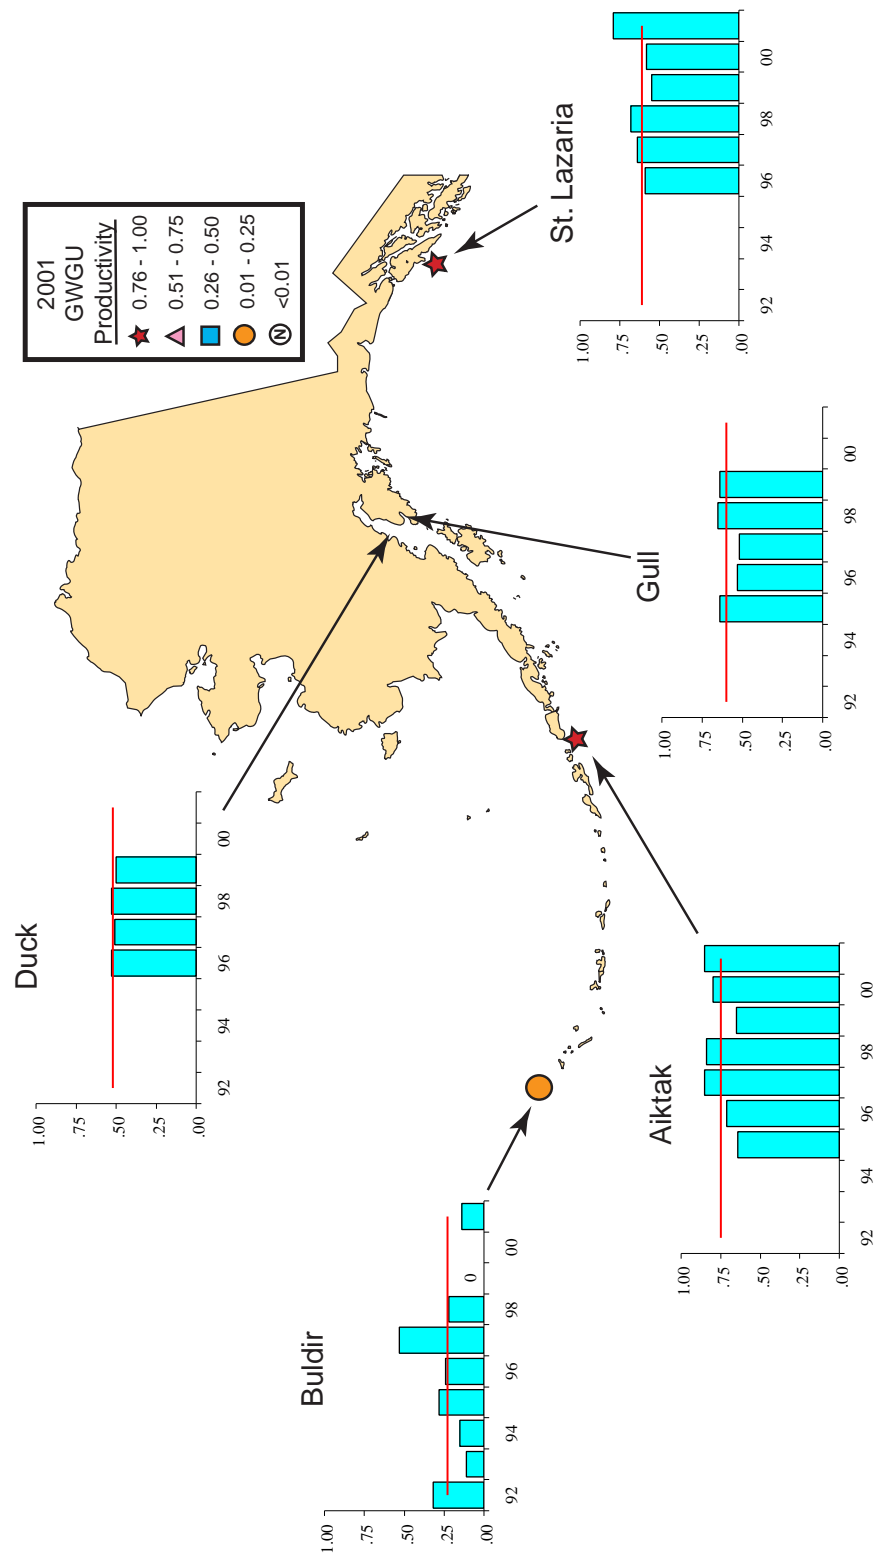 2001
GWGU
Productivity
0.76 - 1.00
0.51 - 0.75
0.26 - 0.50
0.01 - 0.25
N <0.01
Buldir
1.00
.75
.50
.25
.00
0
92 94 96 98 00
Duck
1.00
.75
.50
.25
.00
92 94 96 98 00
Aiktak
1.00
.75
.50
.25
.00
92 94 96 98 00
Gull
1.00
.75
.50
.25
.00
92 94 96 98 00
St. Lazaria
1.00
.75
.50
.25
.00
92 94 96 98 00